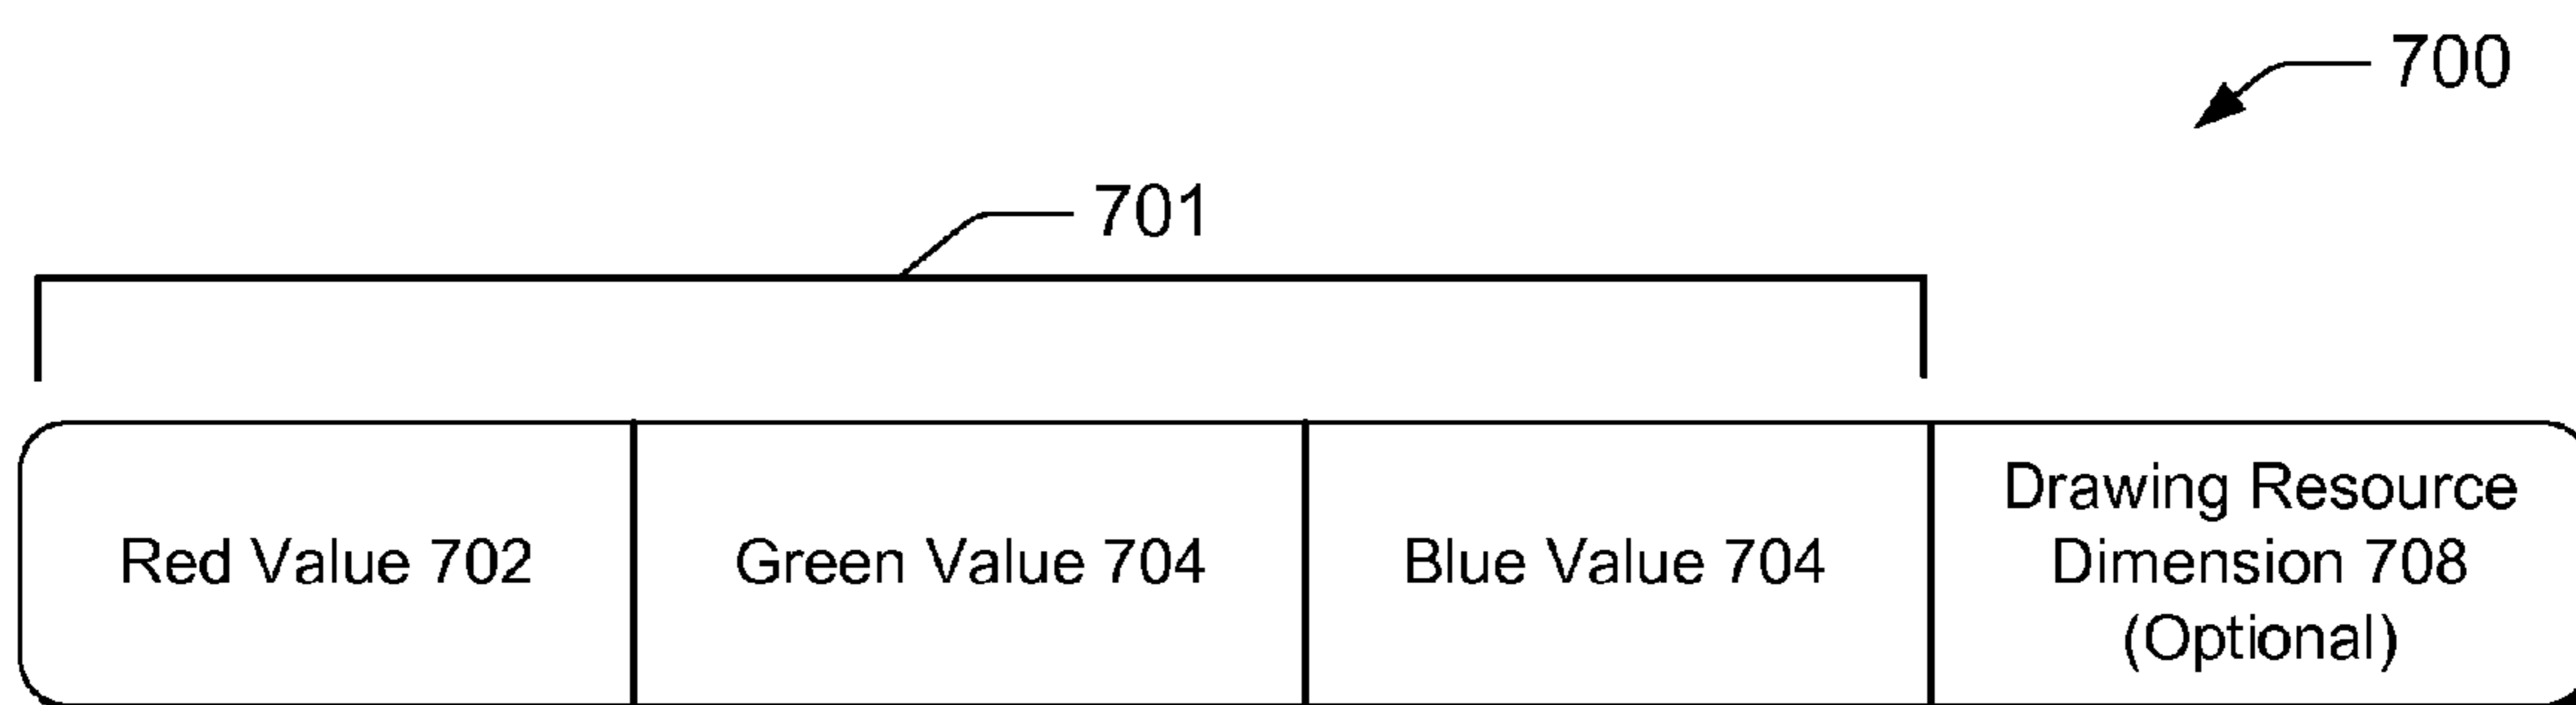 700
701
Red Value 702
Green Value 704
Blue Value 704
Drawing Resource
Dimension 708
(Optional)